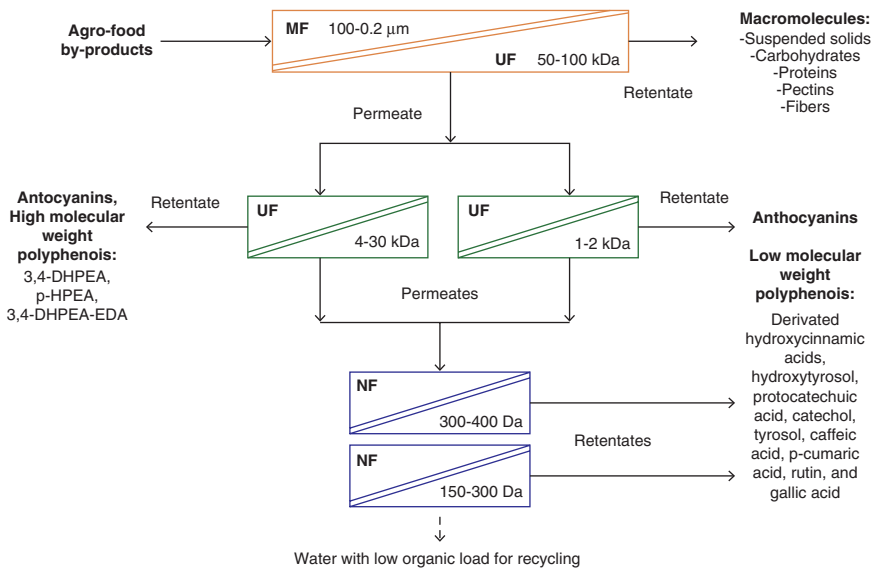 Agro-food
by-products
MF 100-0.2 μm
UF 50-100 kDa
Retentate
Macromolecules:
-Suspended solids
-Carbohydrates
-Proteins
-Pectins
-Fibers
Permeate
Antocyanins,
High molecular
weight
polyphenois:
3,4-DHPEA,
p-HPEA,
3,4-DHPEA-EDA
Retentate
UF
4-30 kDa
UF
1-2 kDa
Retentate
Anthocyanins
Low molecular
weight
polyphenois:
Derivated
hydroxycinnamic
acids,
hydroxytyrosol,
protocatechuic
acid, catechol,
tyrosol, caffeic
acid, p-cumaric
acid, rutin, and
gallic acid
Permeates
NF
300-400 Da
Retentates
NF
150-300 Da
Water with low organic load for recycling